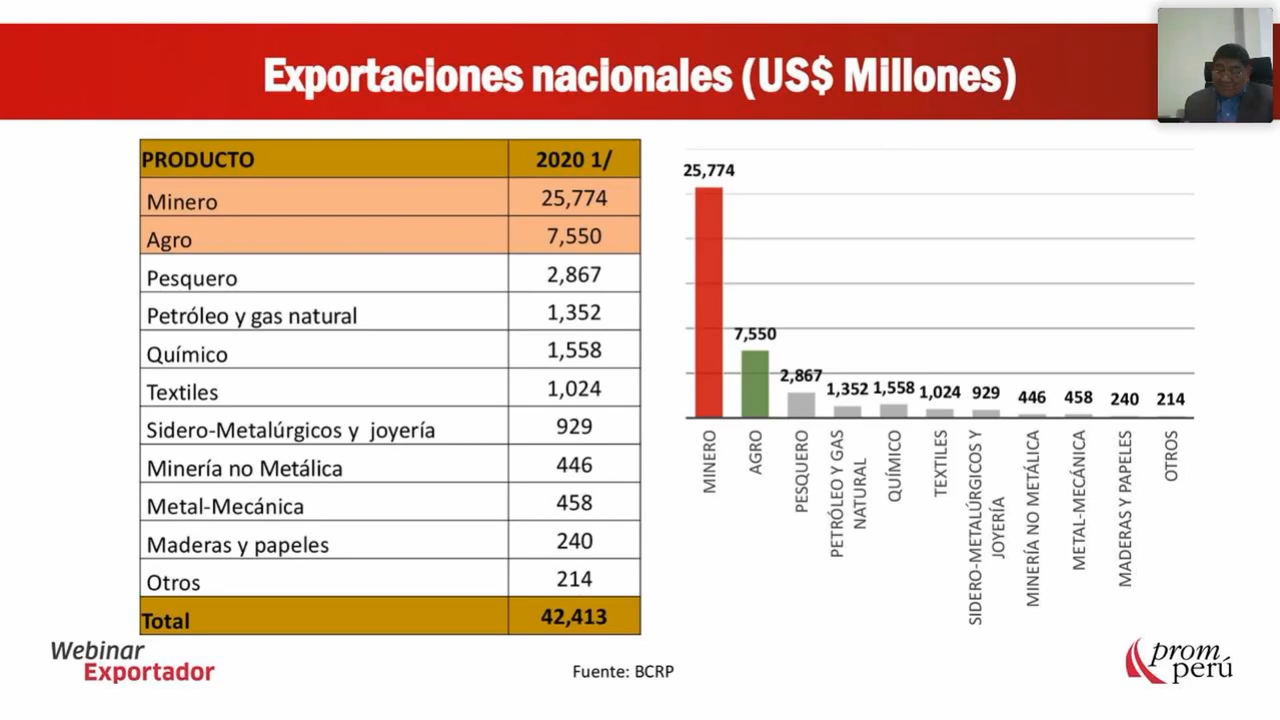 Exportaciones nacionales (US$ Millones)
PRODUCTO 2020 1/
Minero 25,774
Agro 7,550
Pesquero 2,867
Petróleo y gas natural 1,352
Químico 1,558
Textiles 1,024
Sidero-Metalúrgicos y joyería 929
Minería no Metálica 446
Metal-Mecánica 458
Maderas y papeles 240
Otros 214
Total 42,413
25,774
7,550
2,867
1,352
1,558
1,024
929
446
458
240
214
MINERO
AGRO
PESQUERO
PETRÓLEO Y GAS
NATURAL
QUÍMICO
TEXTILES
SIDERO-METALÚRGICOS Y
JOYERÍA
MINERÍA NO METÁLICA
METAL-MECÁNICA
MADERAS Y PAPELES
OTROS
Webinar
Exportador
Fuente: BCRP
prom
perú